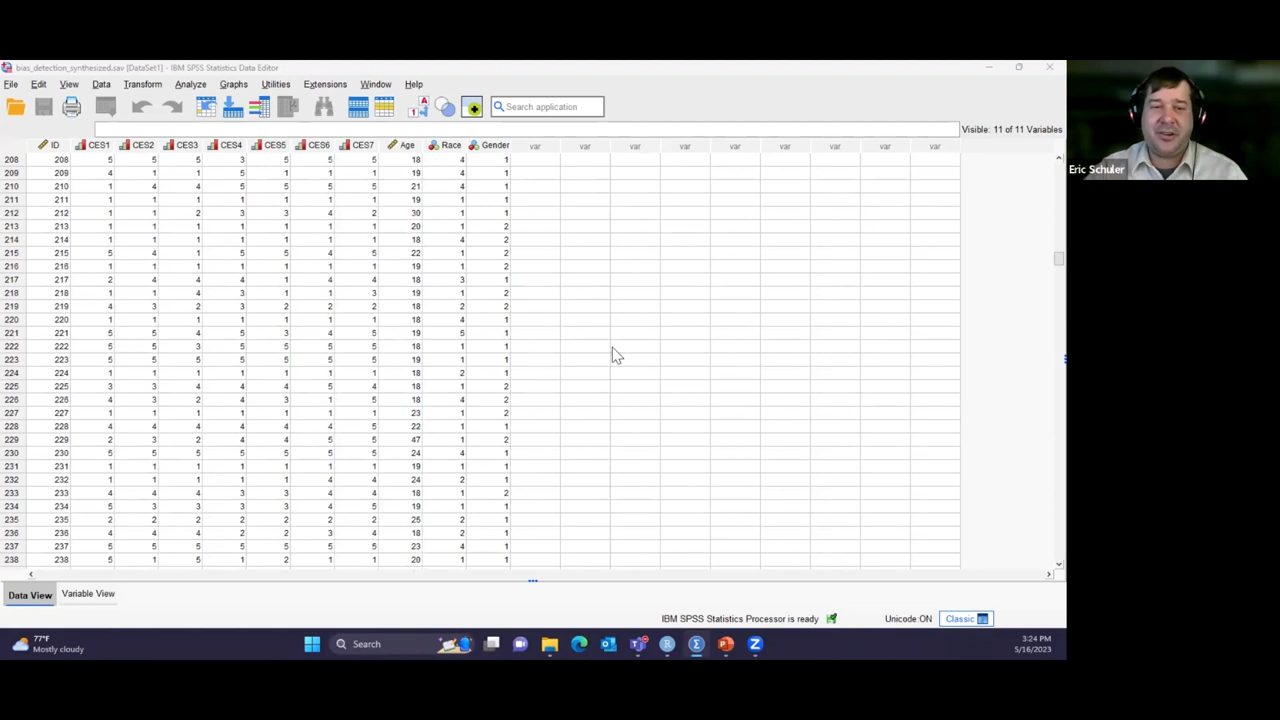 bias_detection_synthesized.sav [DataSet1] - IBM SPSS Statistics Data Editor
File Edit View Data Transform Analyze Graphs Utilities Extensions Window Help
Search application
Visible: 11 of 11 Variables
ID CES1 CES2 CES3 CES4 CES5 CES6 CES7 Age Race Gender var var var var var var var var var
208 208 5 5 5 3 5 5 5 18 4 1
209 209 4 1 1 5 1 1 1 19 4 1
210 210 1 4 4 5 5 5 5 21 4 1
211 211 1 1 1 1 1 1 1 19 1 1
212 212 1 1 2 3 3 4 2 30 1 1
213 213 1 1 1 1 1 1 1 20 1 2
214 214 1 1 1 1 1 1 1 18 4 2
215 215 5 4 1 5 5 4 5 22 1 2
216 216 1 1 1 1 1 1 1 19 1 2
217 217 2 4 4 4 1 4 4 18 3 1
218 218 1 1 4 3 1 1 3 19 1 2
219 219 4 3 2 3 2 2 2 18 2 2
220 220 1 1 1 1 1 1 1 18 4 1
221 221 5 5 4 5 3 4 5 19 5 1
222 222 5 5 3 5 5 5 5 18 1 1
223 223 5 5 5 5 5 5 5 19 1 1
224 224 1 1 1 1 1 1 1 18 2 1
225 225 3 3 4 4 4 5 4 18 1 2
226 226 4 3 2 4 3 1 5 18 4 2
227 227 1 1 1 1 1 1 1 23 1 2
228 228 4 4 4 4 4 4 5 22 1 1
229 229 2 3 2 4 4 5 5 47 1 2
230 230 5 5 5 5 5 5 5 24 4 1
231 231 1 1 1 1 1 1 1 19 1 1
232 232 1 1 1 1 1 4 4 24 2 1
233 233 4 4 4 3 3 4 4 18 1 2
234 234 5 3 3 3 3 4 5 19 1 1
235 235 2 2 2 2 2 2 2 25 2 1
236 236 4 4 4 2 2 3 4 18 2 1
237 237 5 5 5 5 5 5 5 23 4 1
238 238 5 1 5 1 2 1 1 20 1 1
Data View Variable View
IBM SPSS Statistics Processor is ready Unicode:ON Classic
77°F
Mostly cloudy
Search
3:24 PM
5/16/2023
Eric Schuler